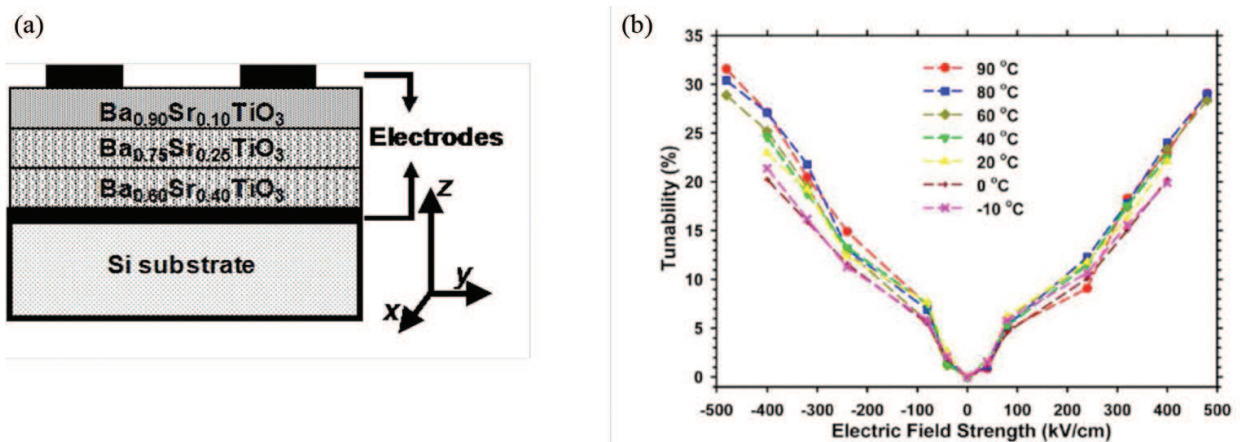 (a)
Ba0.90Sr0.10TiO3
Ba0.75Sr0.25TiO3
Ba0.60Sr0.40TiO3
Electrodes
Si substrate
z
y
x
(b)
Tunability (%)
35
30
25
20
15
10
5
0
90 °C
80 °C
60 °C
40 °C
20 °C
0 °C
-10 °C
-500 -400 -300 -200 -100 0 100 200 300 400 500
Electric Field Strength (kV/cm)